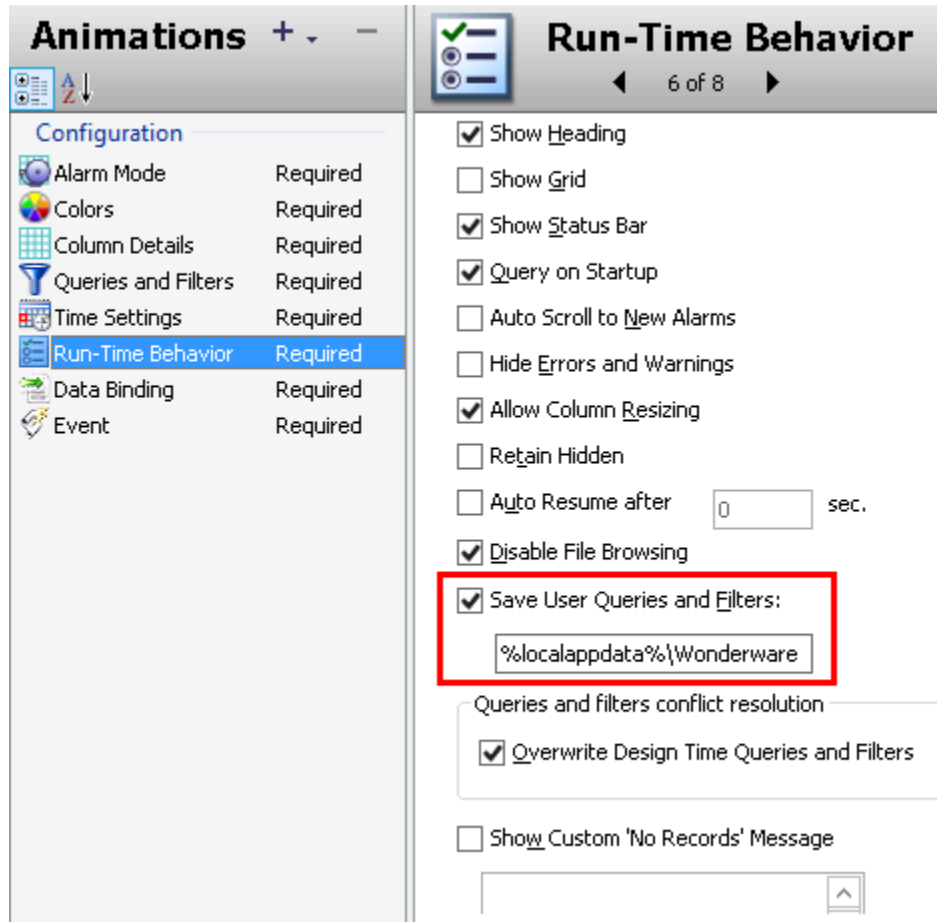 Animations
Configuration
Alarm Mode Required
Colors Required
Column Details Required
Queries and Filters Required
Time Settings Required
Run-Time Behavior Required
Data Binding Required
Event Required
Run-Time Behavior
6 of 8
Show Heading
Show Grid
Show Status Bar
Query on Startup
Auto Scroll to New Alarms
Hide Errors and Warnings
Allow Column Resizing
Retain Hidden
Auto Resume after 0 sec.
Disable File Browsing
Save User Queries and Filters:
%localappdata%\Wonderware
Queries and filters conflict resolution
Overwrite Design Time Queries and Filters
Show Custom 'No Records' Message